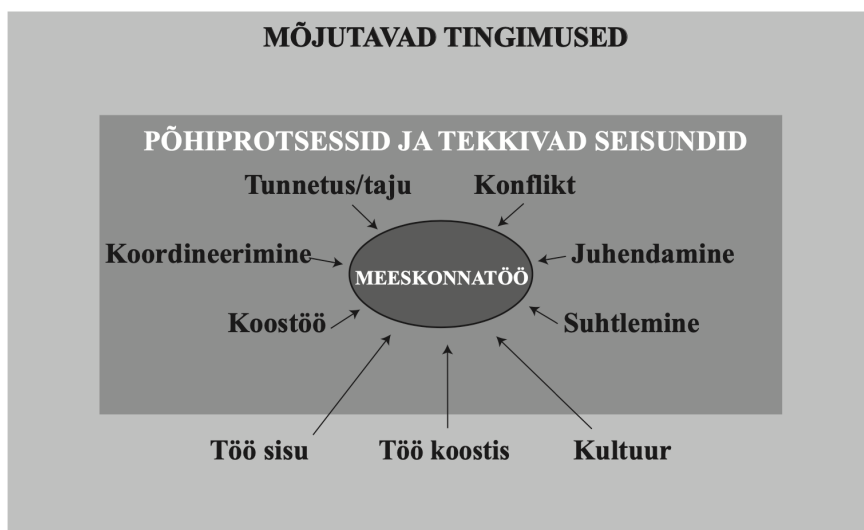 MÕJUTAVAD TINGIMUSED
PÕHIPROTSESSID JA TEKKIVAD SEISUNDID
Tunnetus/taju
Konflikt
Koordineerimine
MEESKONNATÖÖ
Juhendamine
Koostöö
Suhtlemine
Töö sisu
Töö koostis
Kultuur